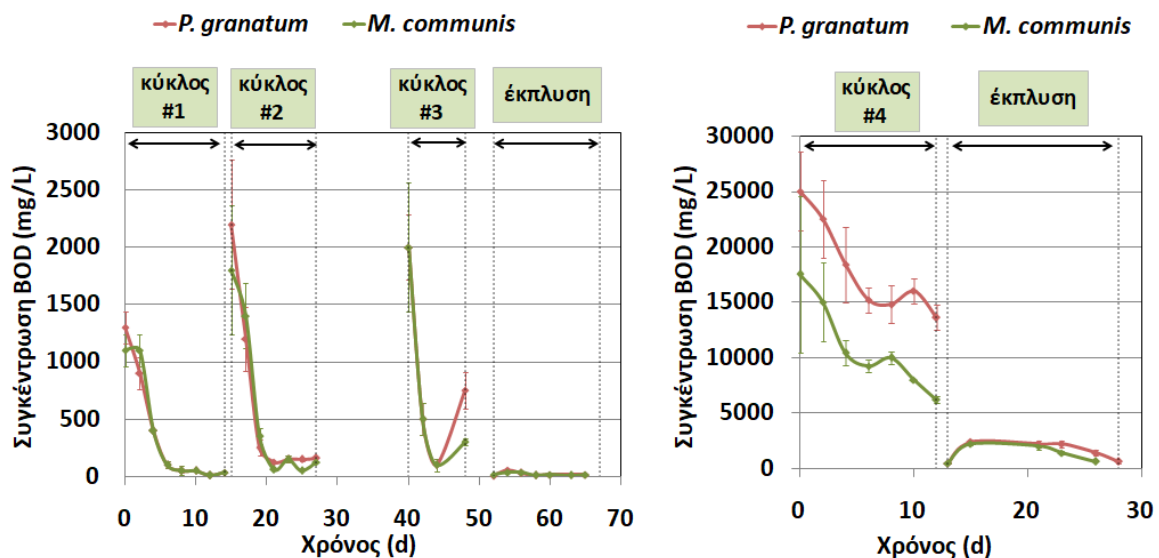 P. granatum M. communis
κύκλος #1
κύκλος #2
κύκλος #3
έκπλυση
Συγκέντρωση BOD (mg/L)
3000
2500
2000
1500
1000
500
0
0 10 20 30 40 50 60 70
Χρόνος (d)
P. granatum M. communis
κύκλος #4
έκπλυση
Συγκέντρωση BOD (mg/L)
30000
25000
20000
15000
10000
5000
0
0 10 20 30
Χρόνος (d)